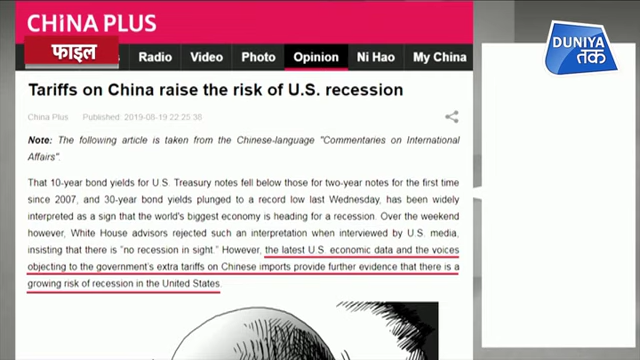 CHINA PLUS
फाइल
Radio Video Photo Opinion Ni Hao My China
DUNIYA
तक
Tariffs on China raise the risk of U.S. recession
China Plus Published: 2019-08-19 22:25:38
Note: The following article is taken from the Chinese-language "Commentaries on International
Affairs".
That 10-year bond yields for U.S. Treasury notes fell below those for two-year notes for the first time
since 2007, and 30-year bond yields plunged to a record low last Wednesday, has been widely
interpreted as a sign that the world's biggest economy is heading for a recession. Over the weekend
however, White House advisors rejected such an interpretation when interviewed by U.S. media,
insisting that there is "no recession in sight." However, the latest U.S. economic data and the voices
objecting to the government's extra tariffs on Chinese imports provide further evidence that there is a
growing risk of recession in the United States.